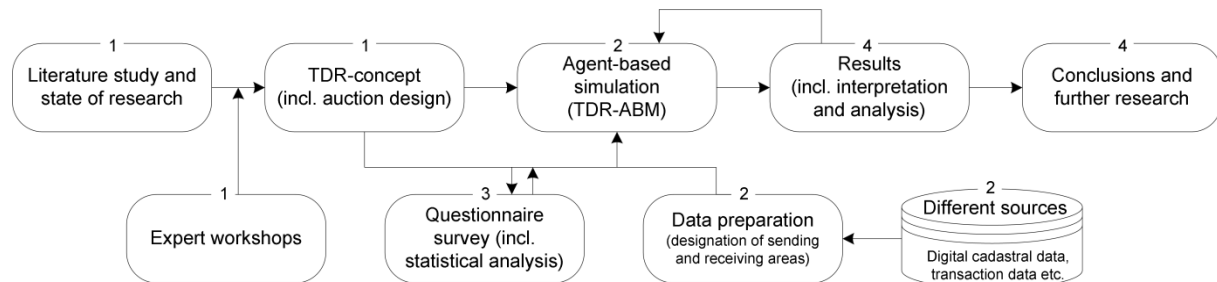 1
Literature study and
state of research
1
TDR-concept
(incl. auction design)
2
Agent-based
simulation
(TDR-ABM)
4
Results
(incl. interpretation
and analysis)
4
Conclusions and
further research
1
Expert workshops
3
Questionnaire
survey (incl.
statistical analysis)
2
Data preparation
(designation of sending
and receiving areas)
2
Different sources
Digital cadastral data,
transaction data etc.